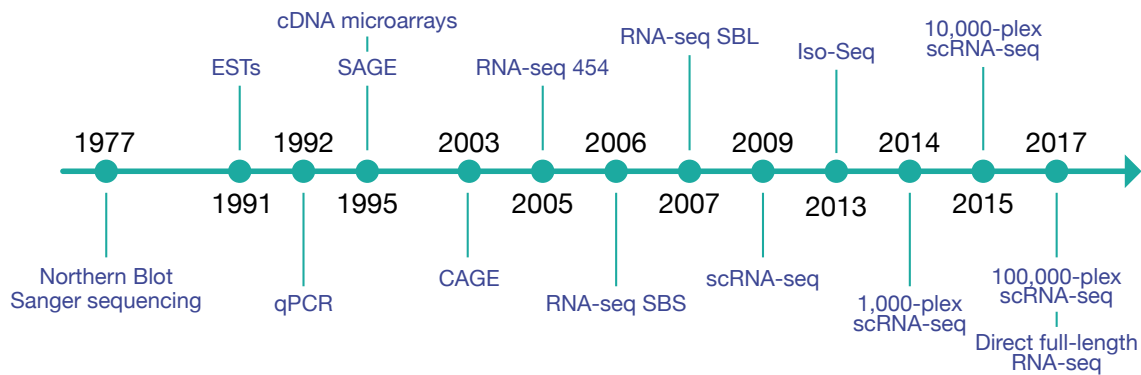 cDNA microarrays
ESTs
SAGE
RNA-seq 454
RNA-seq SBL
Iso-Seq
10,000-plex
scRNA-seq
1977
1992
2003
2006
2009
2014
2017
1991
1995
2005
2007
2013
2015
Northern Blot
Sanger sequencing
qPCR
CAGE
RNA-seq SBS
scRNA-seq
1,000-plex
scRNA-seq
100,000-plex
scRNA-seq
Direct full-length
RNA-seq